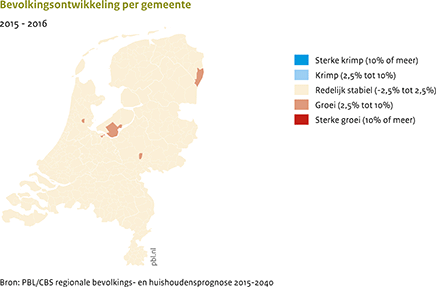 Bevolkingsontwikkeling per gemeente
2015 - 2016
Sterke krimp (10% of meer)
Krimp (2,5% tot 10%)
Redelijk stabiel (-2,5% tot 2,5%)
Groei (2,5% tot 10%)
Sterke groei (10% of meer)
pbl.nl
Bron: PBL/CBS regionale bevolkings- en huishoudensprognose 2015-2040